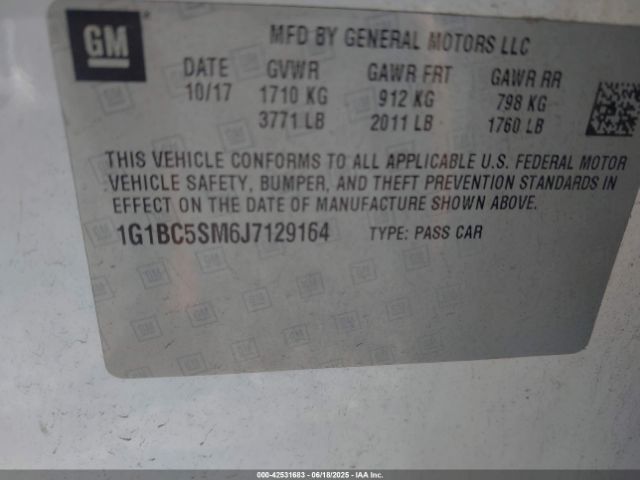 GM
MFD BY GENERAL MOTORS LLC
DATE GVWR GAWR FRT GAWR RR
10/17 1710 KG 912 KG 798 KG
3771 LB 2011 LB 1760 LB
THIS VEHICLE CONFORMS TO ALL APPLICABLE U.S. FEDERAL MOTOR
VEHICLE SAFETY, BUMPER, AND THEFT PREVENTION STANDARDS IN
EFFECT ON THE DATE OF MANUFACTURE SHOWN ABOVE.
1G1BC5SM6J7129164 TYPE: PASS CAR
000-42531683 - 06/18/2025 - IAAI.COM